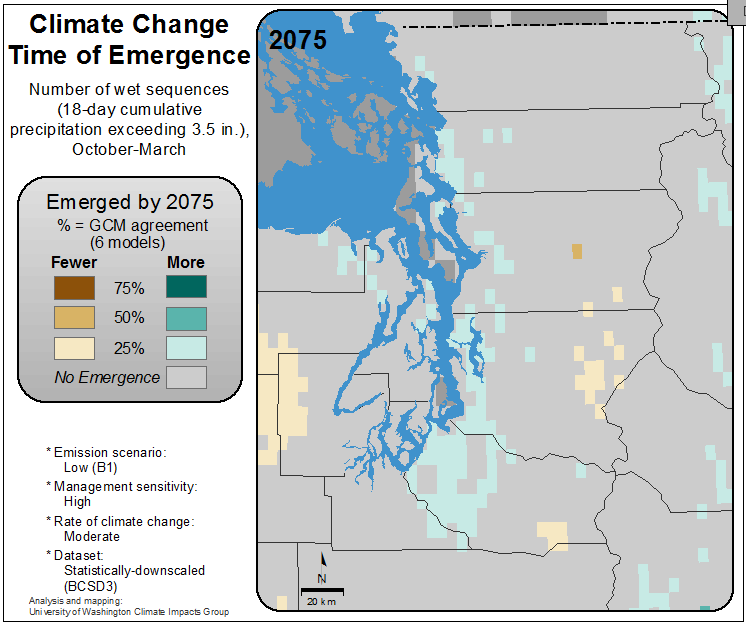 Climate Change
Time of Emergence
Number of wet sequences
(18-day cumulative
precipitation exceeding 3.5 in.),
October-March
Emerged by 2075
% = GCM agreement
(6 models)
Fewer More
75%
50%
25%
No Emergence
* Emission scenario:
Low (B1)
* Management sensitivity:
High
* Rate of climate change:
Moderate
* Dataset:
Statistically-downscaled
(BCSD3)
Analysis and mapping:
University of Washington Climate Impacts Group
2075
N
20 km